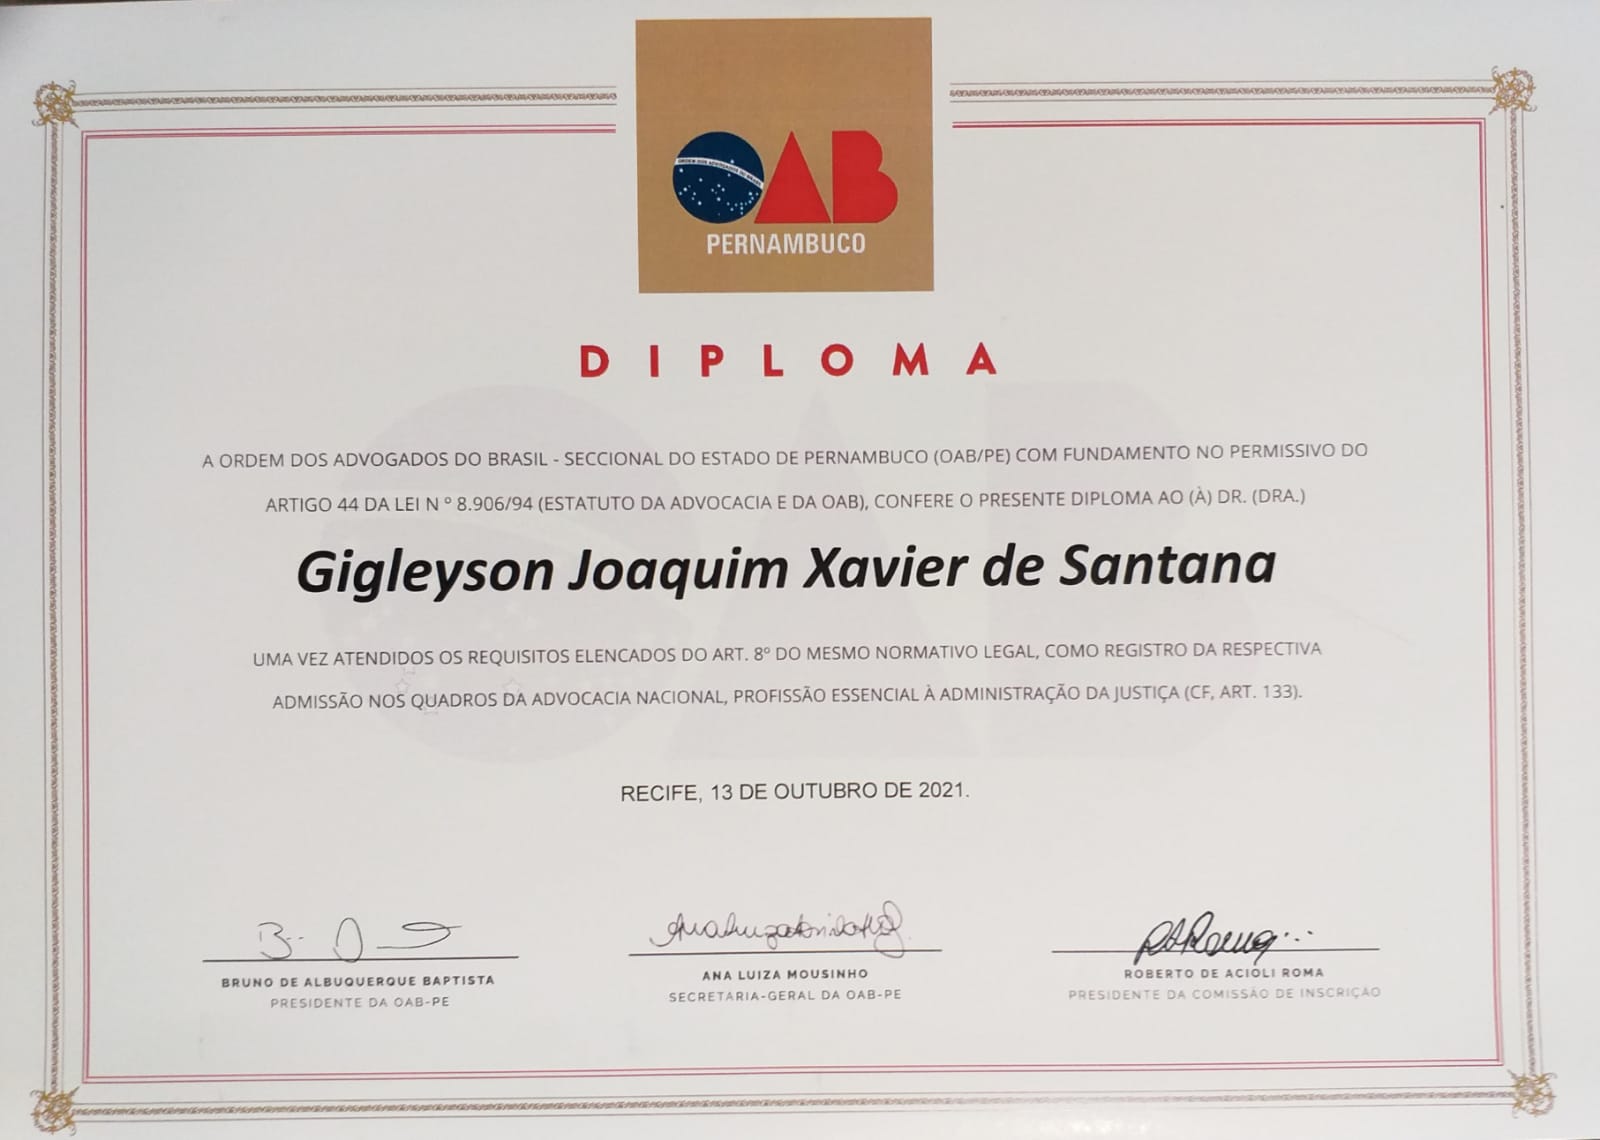 ORDEM DOS ADVOGADOS DO BRASIL
OAB
PERNAMBUCO
DIPLOMA
A ORDEM DOS ADVOGADOS DO BRASIL - SECCIONAL DO ESTADO DE PERNAMBUCO (OAB/PE) COM FUNDAMENTO NO PERMISSIVO DO
ARTIGO 44 DA LEI N º 8.906/94 (ESTATUTO DA ADVOCACIA E DA OAB), CONFERE O PRESENTE DIPLOMA AO (À) DR. (DRA.)
Gigleyson Joaquim Xavier de Santana
UMA VEZ ATENDIDOS OS REQUISITOS ELENCADOS DO ART. 8º DO MESMO NORMATIVO LEGAL, COMO REGISTRO DA RESPECTIVA
ADMISSÃO NOS QUADROS DA ADVOCACIA NACIONAL, PROFISSÃO ESSENCIAL À ADMINISTRAÇÃO DA JUSTIÇA (CF, ART. 133).
RECIFE, 13 DE OUTUBRO DE 2021.
BRUNO DE ALBUQUERQUE BAPTISTA
PRESIDENTE DA OAB-PE
ANA LUIZA MOUSINHO
SECRETARIA-GERAL DA OAB-PE
ROBERTO DE ACIOLI ROMA
PRESIDENTE DA COMISSÃO DE INSCRIÇÃO